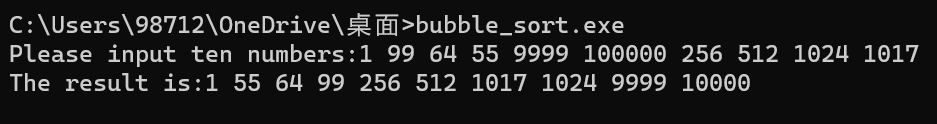 C:\Users\98712\OneDrive\桌面>bubble_sort.exe
Please input ten numbers:1 99 64 55 9999 100000 256 512 1024 1017
The result is:1 55 64 99 256 512 1017 1024 9999 10000